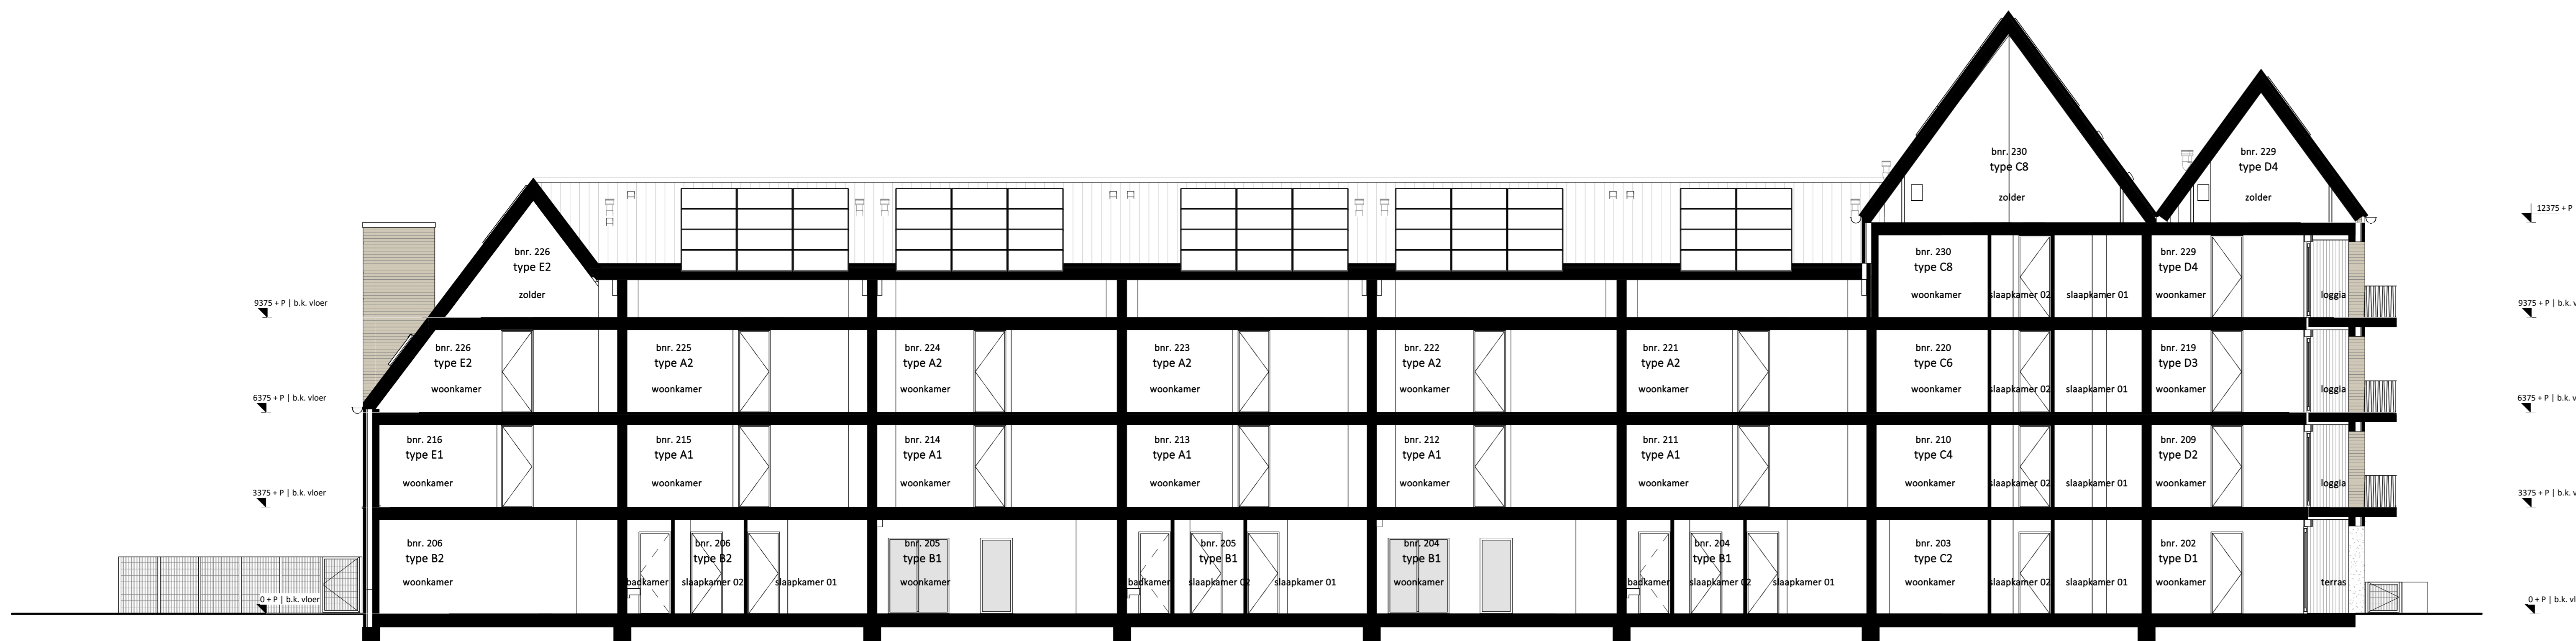 bnr. 230
type C8
zolder
bnr. 229
type D4
zolder
12375 + P
bnr. 226
type E2
zolder
bnr. 230
type C8
woonkamer
slaapkamer 02
slaapkamer 01
bnr. 229
type D4
woonkamer
loggia
9375 + P | b.k. vloer
9375 + P | b.k. v
bnr. 226
type E2
woonkamer
bnr. 225
type A2
woonkamer
bnr. 224
type A2
woonkamer
bnr. 223
type A2
woonkamer
bnr. 222
type A2
woonkamer
bnr. 221
type A2
woonkamer
bnr. 220
type C6
woonkamer
slaapkamer 02
slaapkamer 01
bnr. 219
type D3
woonkamer
loggia
6375 + P | b.k. vloer
6375 + P | b.k. v
bnr. 216
type E1
woonkamer
bnr. 215
type A1
woonkamer
bnr. 214
type A1
woonkamer
bnr. 213
type A1
woonkamer
bnr. 212
type A1
woonkamer
bnr. 211
type A1
woonkamer
bnr. 210
type C4
woonkamer
slaapkamer 02
slaapkamer 01
bnr. 209
type D2
woonkamer
loggia
3375 + P | b.k. vloer
3375 + P | b.k. v
bnr. 206
type B2
woonkamer
badkamer
bnr. 206
type B2
slaapkamer 02
slaapkamer 01
bnr. 205
type B1
woonkamer
badkamer
bnr. 205
type B1
slaapkamer 02
slaapkamer 01
bnr. 204
type B1
woonkamer
badkamer
bnr. 204
type B1
slaapkamer 02
slaapkamer 01
bnr. 203
type C2
woonkamer
slaapkamer 02
slaapkamer 01
bnr. 202
type D1
woonkamer
terras
0 + P | b.k. vloer
0 + P | b.k. vl